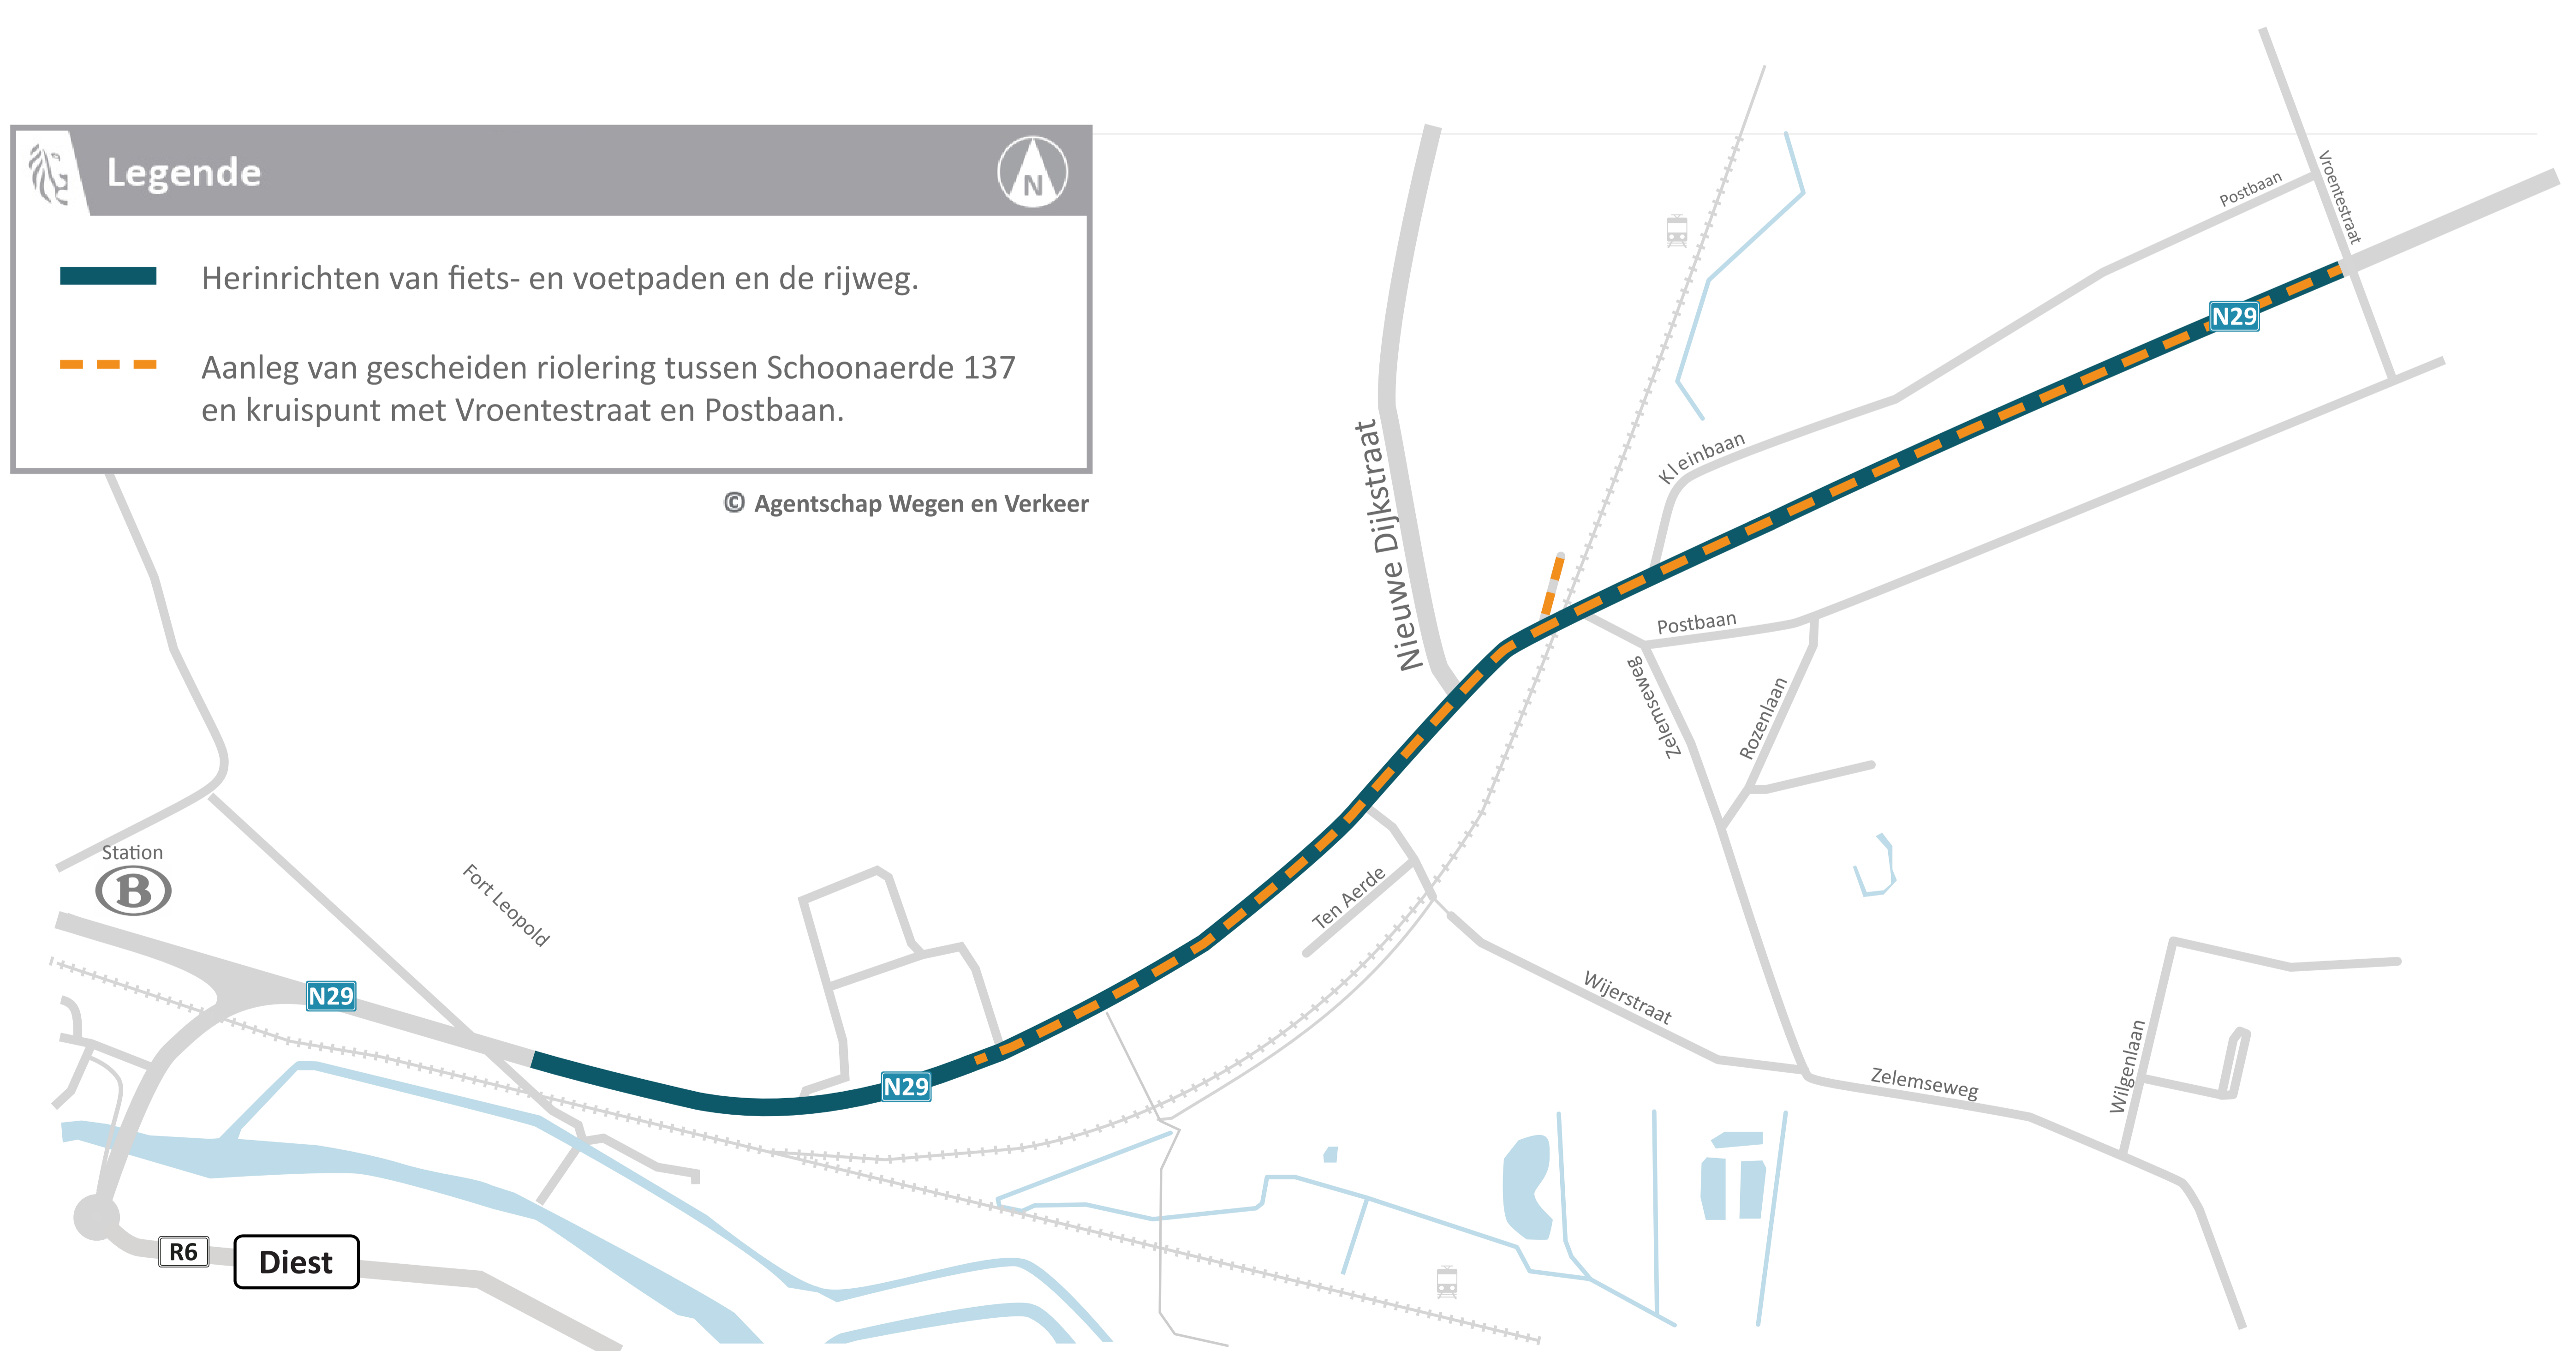 Legende
N
Herinrichten van fiets- en voetpaden en de rijweg.
Aanleg van gescheiden riolering tussen Schoonaerde 137
en kruispunt met Vroentestraat en Postbaan.
© Agentschap Wegen en Verkeer
Vroentestraat
Postbaan
N29
Kleinbaan
Nieuwe Dijkstraat
Postbaan
Zelemseweg
Rozenlaan
Station
B
Fort Leopold
Ten Aerde
N29
Wijerstraat
N29
Zelemseweg
Wilgenlaan
R6
Diest